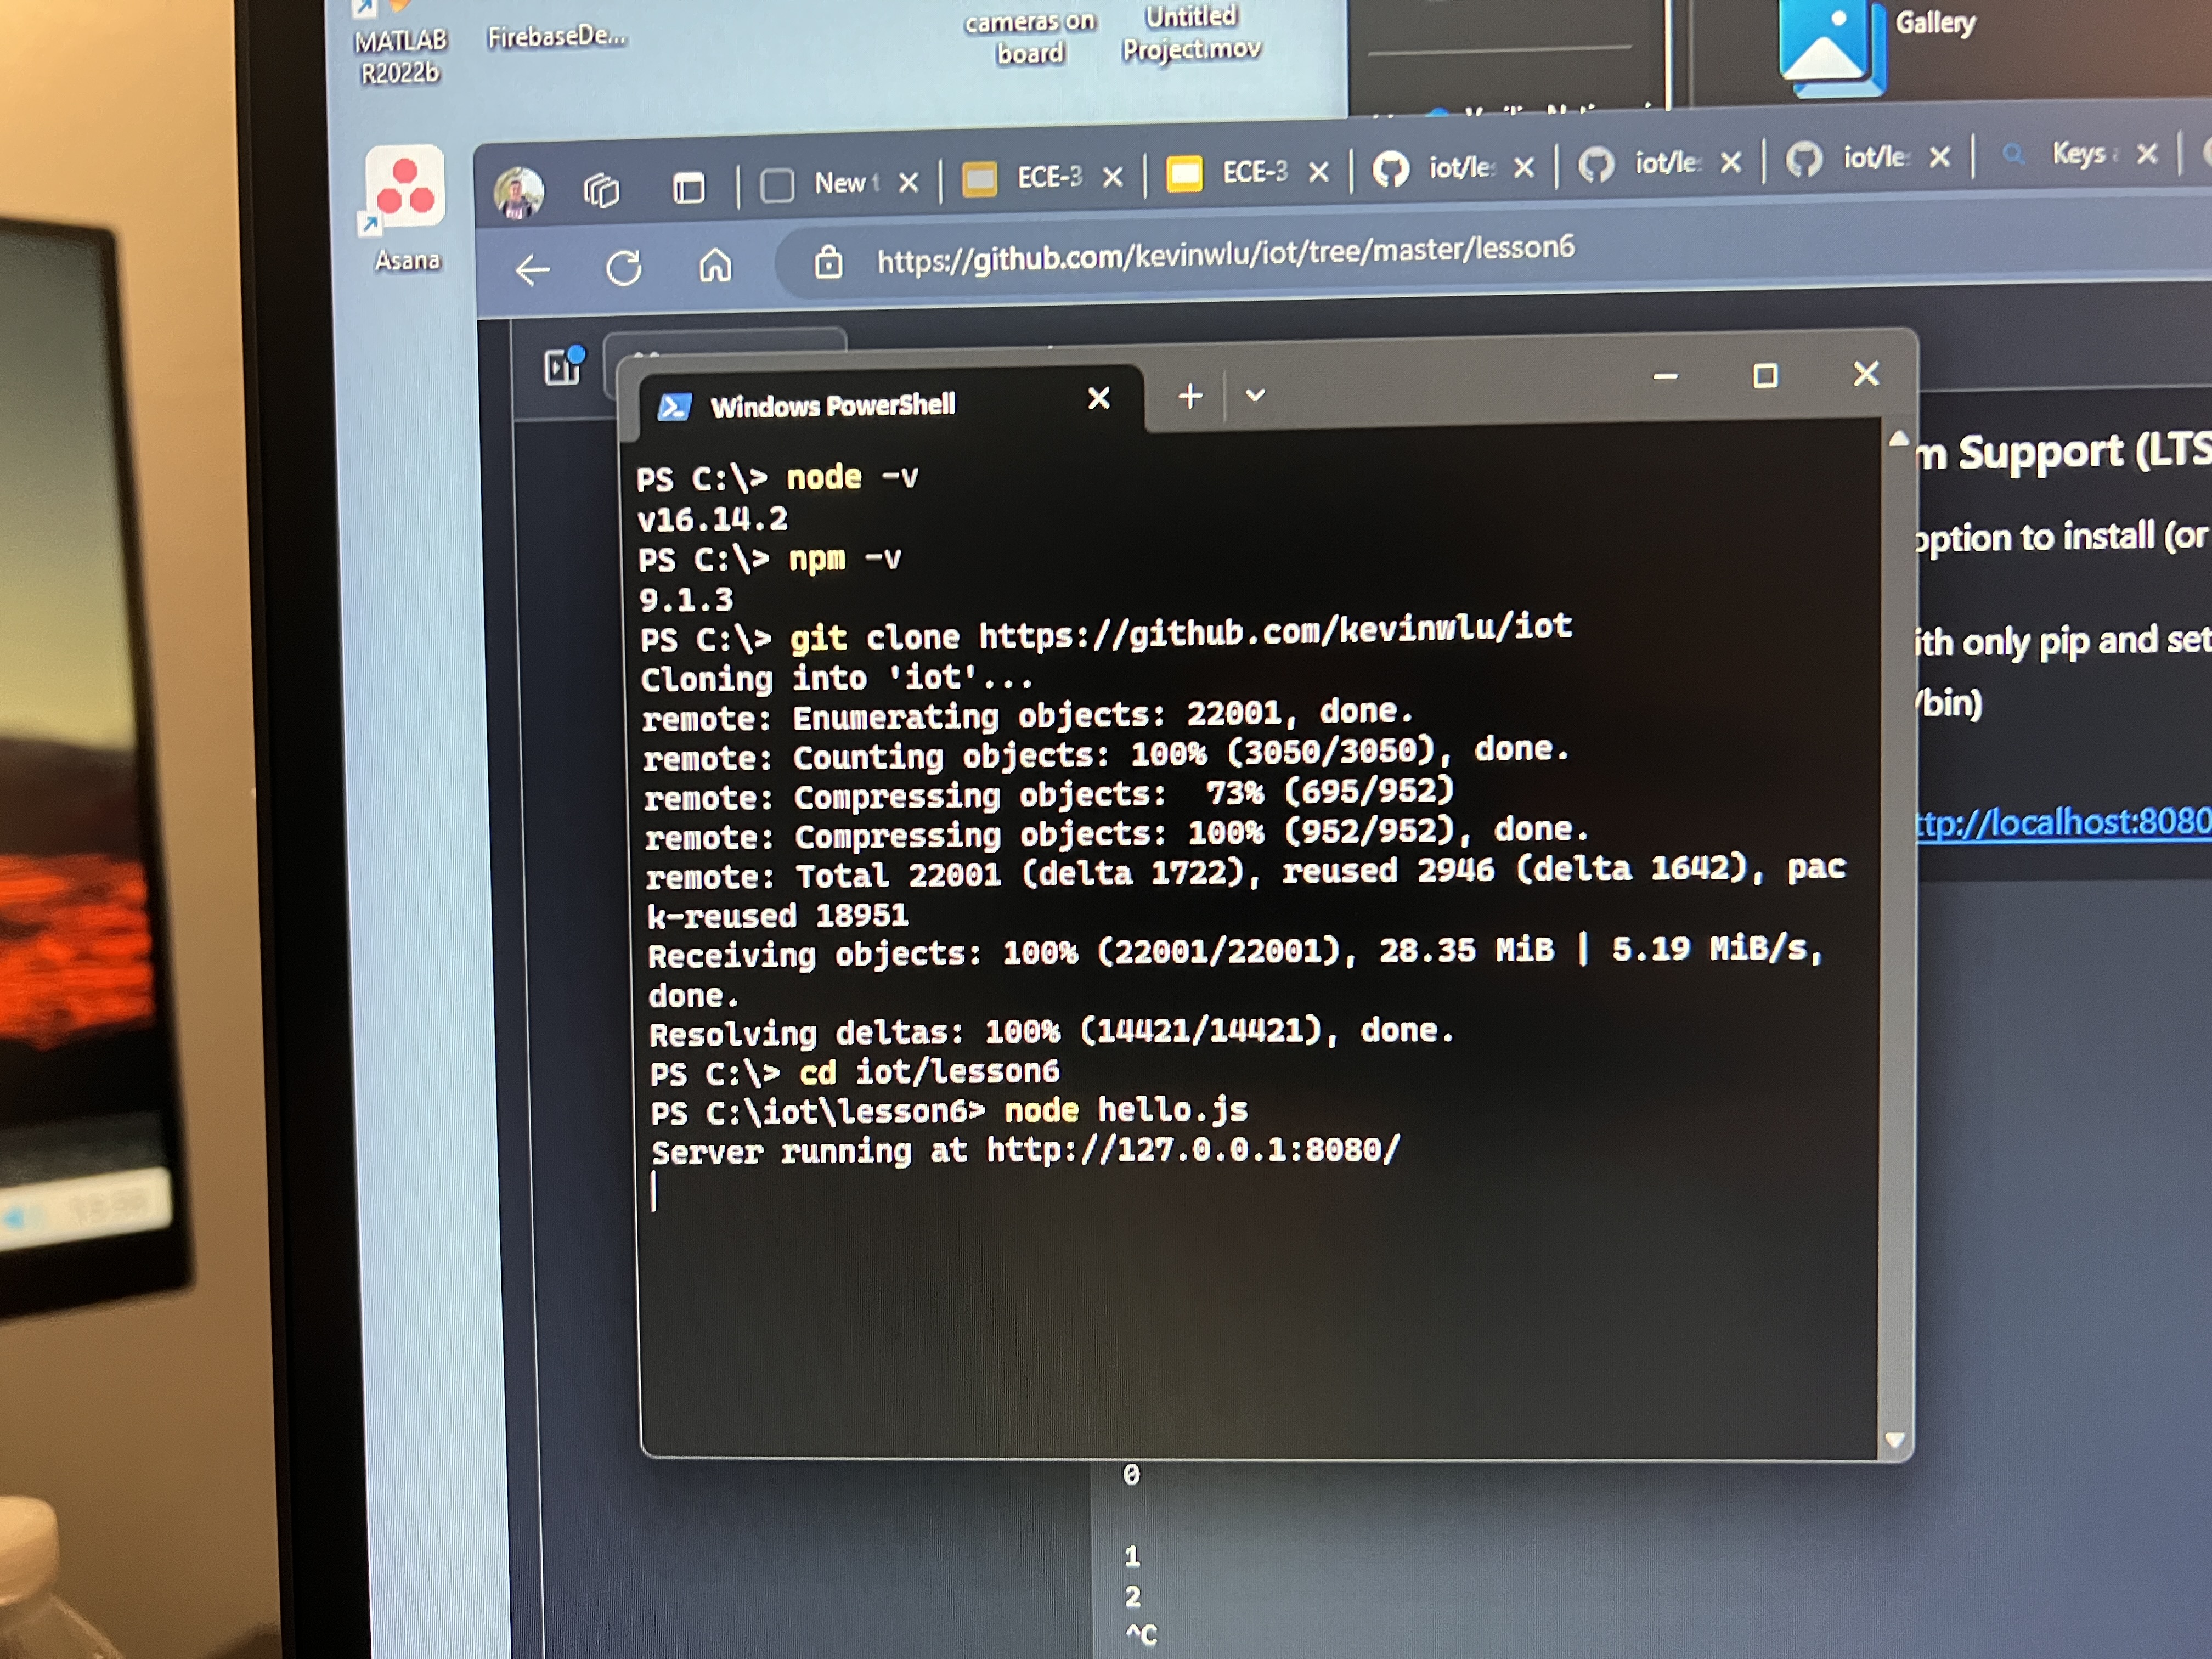 MATLAB
R2022b
FirebaseDe...
cameras on
board
Untitled
Project.mov
Gallery
Asana
New
ECE-3
ECE-3
iot/le
iot/le
iot/le
Keys
https://github.com/kevinwlu/iot/tree/master/lesson6
Windows PowerShell
PS C:\> node -v
v16.14.2
PS C:\> npm -v
9.1.3
PS C:\> git clone https://github.com/kevinwlu/iot
Cloning into 'iot'...
remote: Enumerating objects: 22001, done.
remote: Counting objects: 100% (3050/3050), done.
remote: Compressing objects:  73% (695/952)
remote: Compressing objects: 100% (952/952), done.
remote: Total 22001 (delta 1722), reused 2946 (delta 1642), pac
k-reused 18951
Receiving objects: 100% (22001/22001), 28.35 MiB | 5.19 MiB/s,
done.
Resolving deltas: 100% (14421/14421), done.
PS C:\> cd iot/lesson6
PS C:\iot\lesson6> node hello.js
Server running at http://127.0.0.1:8080/
m Support (LTS
option to install (or
ith only pip and set
/bin)
ttp://localhost:8080
0
1
2
^C